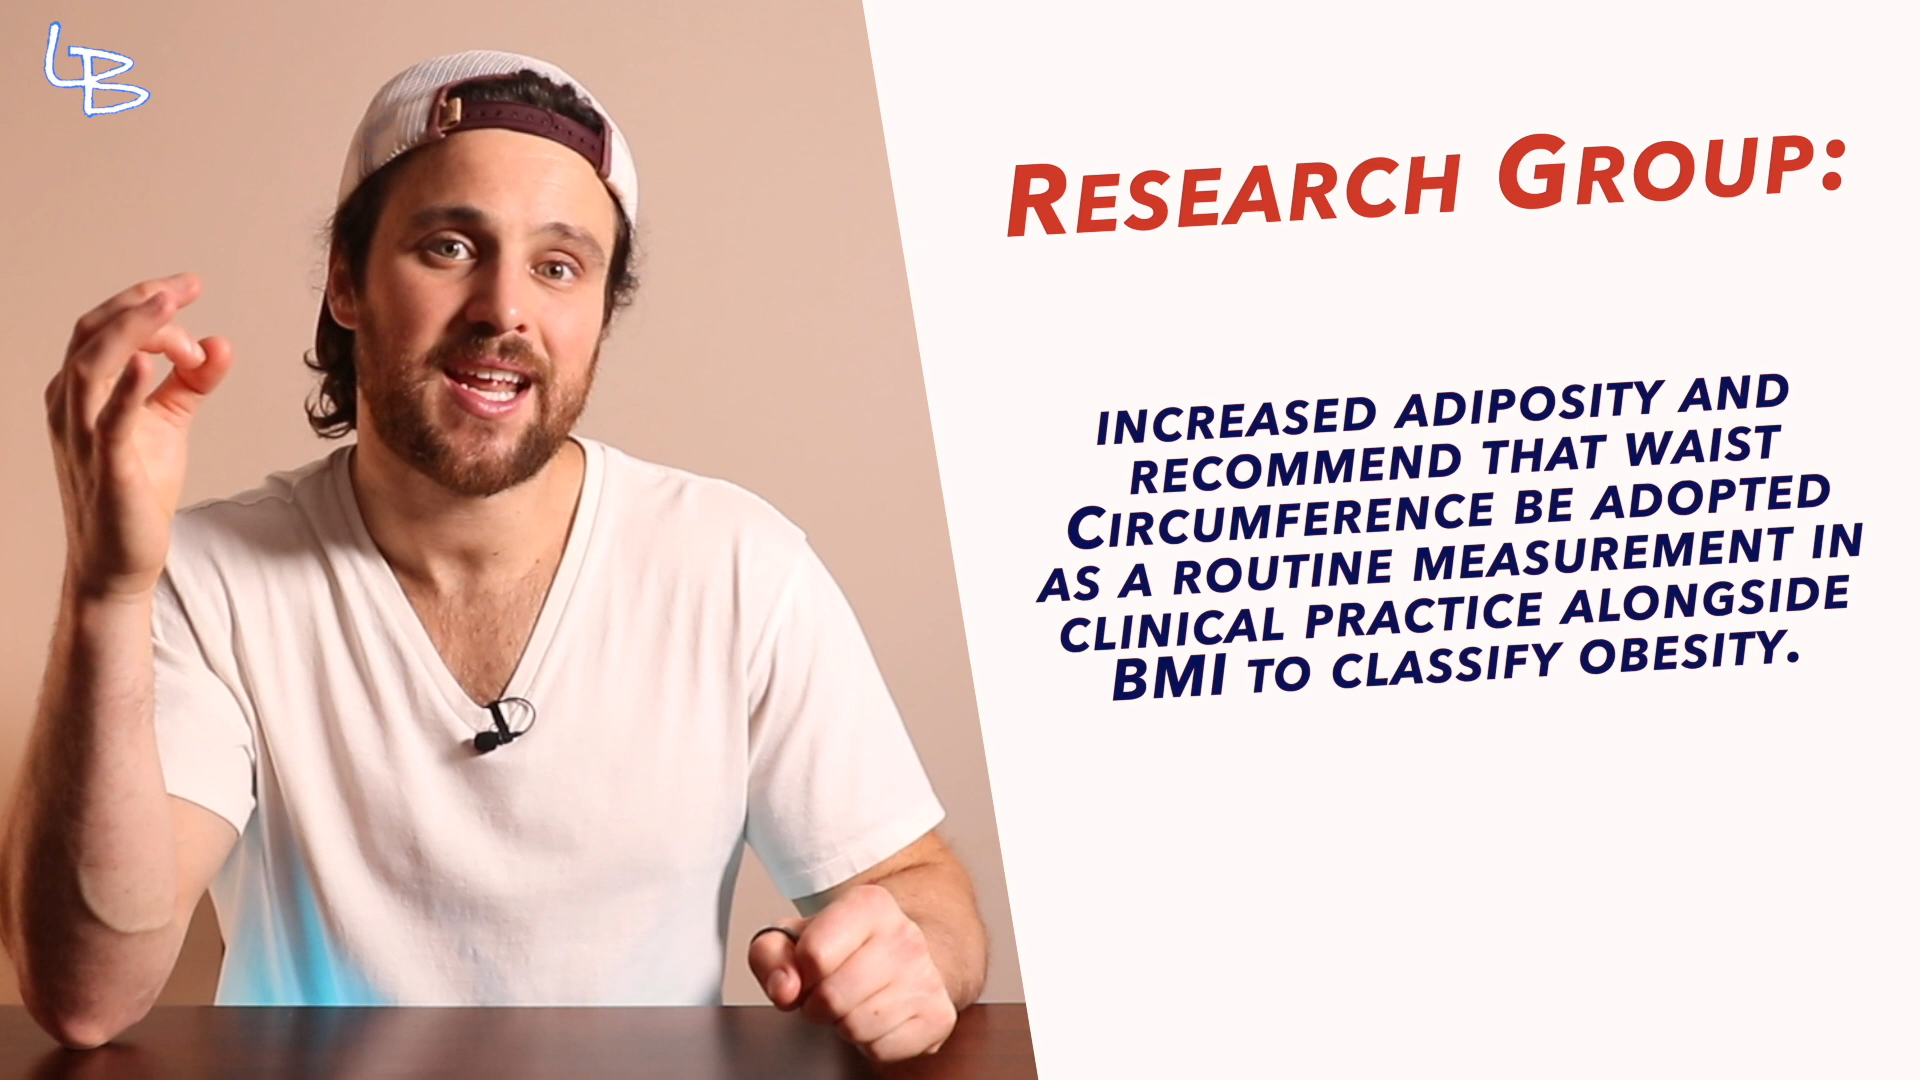 LB
Research Group:
increased adiposity and
recommend that waist
Circumference be adopted
as a routine measurement in
clinical practice alongside
BMI to classify obesity.